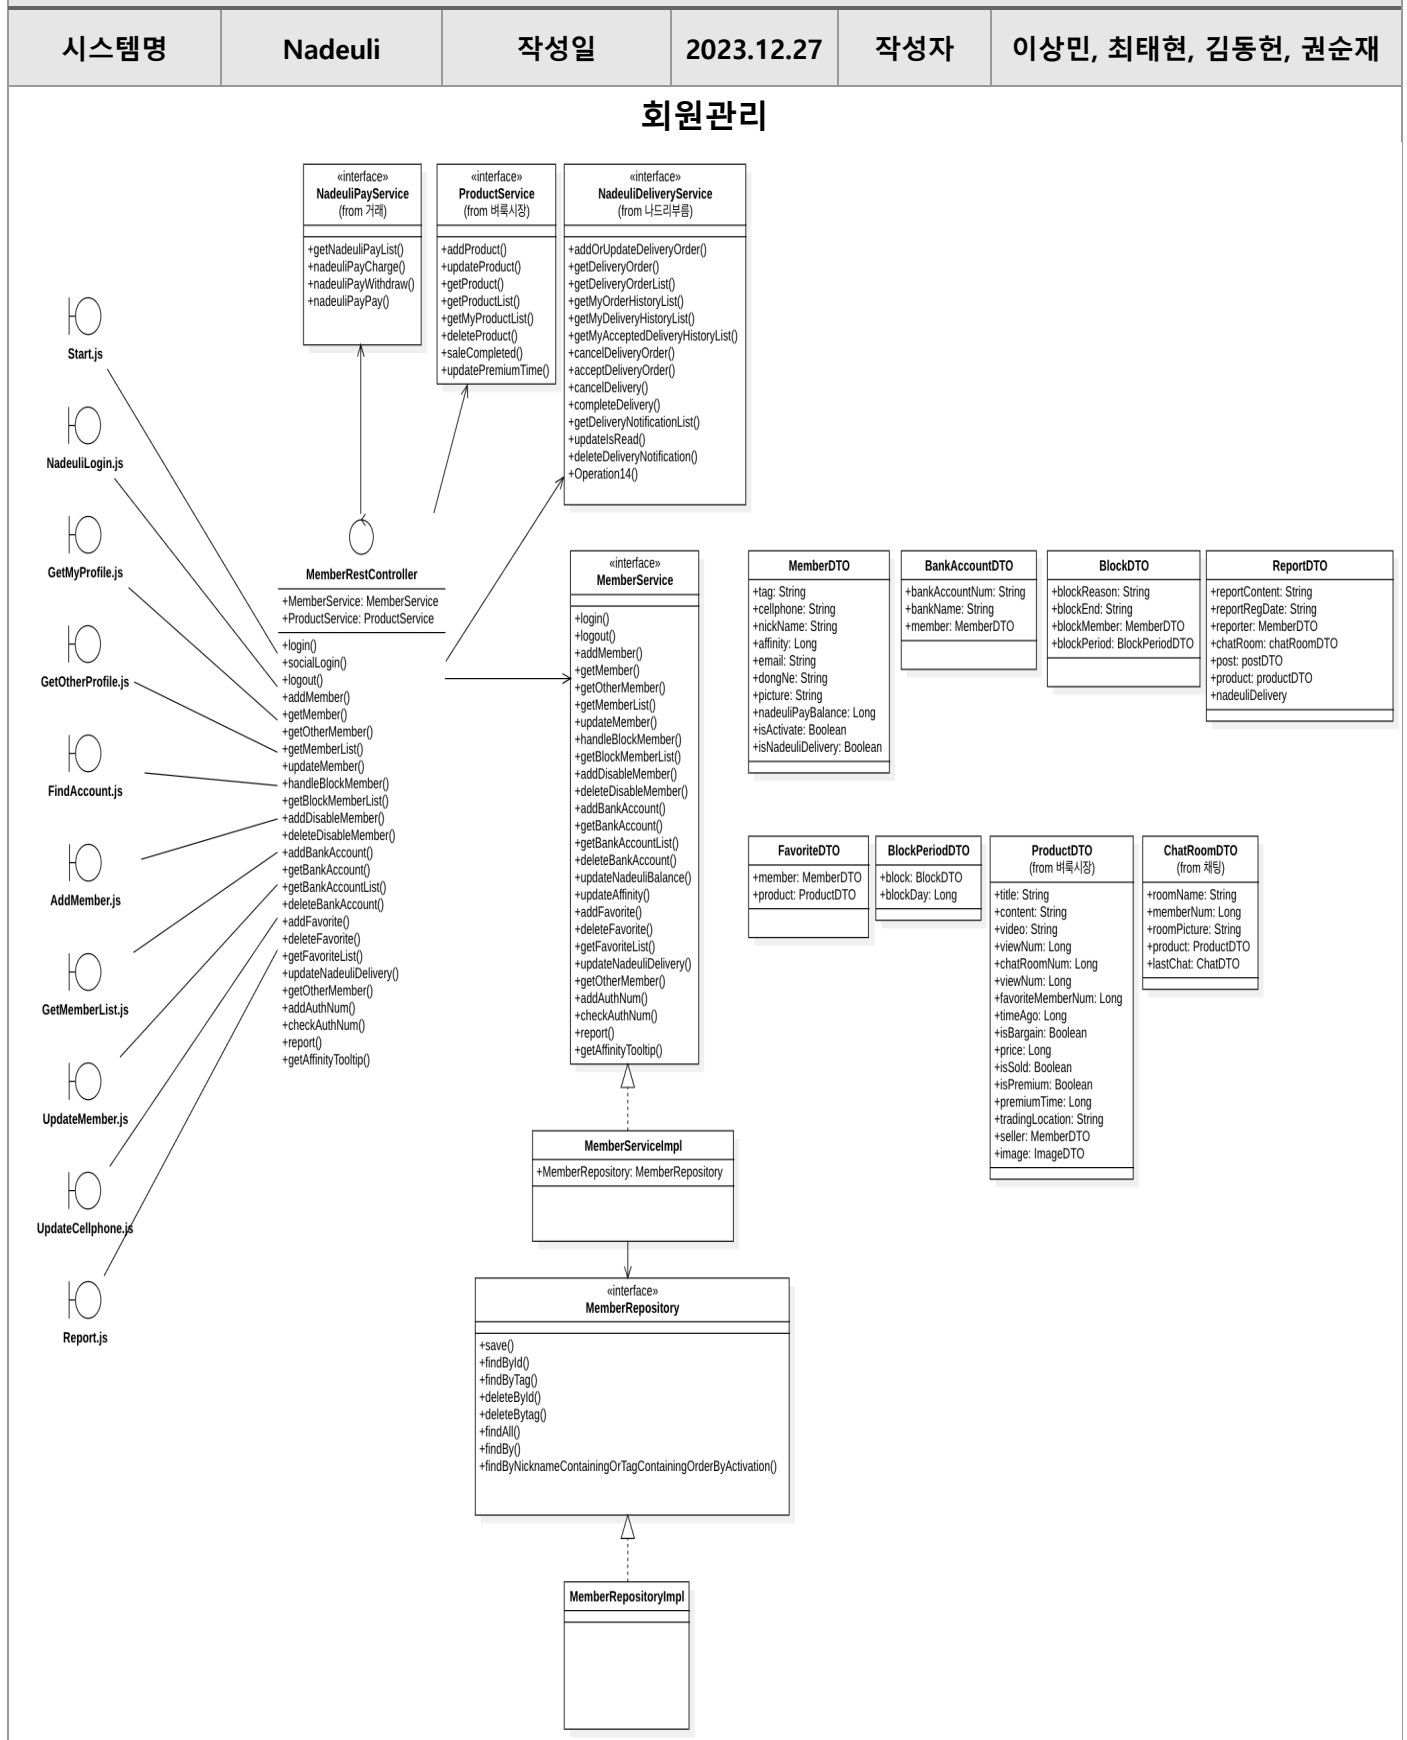 시스템명
Nadeuli
작성일
2023.12.27
작성자
이상민, 최태현, 김동헌, 권순재
회원관리
«interface»
NadeuliPayService
(from 거래)
+getNadeuliPayList()
+nadeuliPayCharge()
+nadeuliPayWithdraw()
+nadeuliPayPay()
«interface»
ProductService
(from 벼룩시장)
+addProduct()
+updateProduct()
+getProduct()
+getProductList()
+getMyProductList()
+deleteProduct()
+saleCompleted()
+updatePremiumTime()
«interface»
NadeuliDeliveryService
(from 나드리부름)
+addOrUpdateDeliveryOrder()
+getDeliveryOrder()
+getDeliveryOrderList()
+getMyOrderHistoryList()
+getMyDeliveryHistoryList()
+getMyAcceptedDeliveryHistoryList()
+cancelDeliveryOrder()
+acceptDeliveryOrder()
+cancelDelivery()
+completeDelivery()
+getDeliveryNotificationList()
+updateIsRead()
+deleteDeliveryNotification()
+Operation14()
Start.js
NadeuliLogin.js
GetMyProfile.js
GetOtherProfile.js
FindAccount.js
AddMember.js
GetMemberList.js
UpdateMember.js
UpdateCellphone.js
Report.js
MemberRestController
+MemberService: MemberService
+ProductService: ProductService
+login()
+socialLogin()
+logout()
+addMember()
+getMember()
+getOtherMember()
+getMemberList()
+updateMember()
+handleBlockMember()
+getBlockMemberList()
+addDisableMember()
+deleteDisableMember()
+addBankAccount()
+getBankAccount()
+getBankAccountList()
+deleteBankAccount()
+addFavorite()
+deleteFavorite()
+getFavoriteList()
+updateNadeuliDelivery()
+getOtherMember()
+addAuthNum()
+checkAuthNum()
+report()
+getAffinityTooltip()
«interface»
MemberService
+login()
+logout()
+addMember()
+getMember()
+getOtherMember()
+getMemberList()
+updateMember()
+handleBlockMember()
+getBlockMemberList()
+addDisableMember()
+deleteDisableMember()
+addBankAccount()
+getBankAccount()
+getBankAccountList()
+deleteBankAccount()
+updateNadeuliBalance()
+updateAffinity()
+addFavorite()
+deleteFavorite()
+getFavoriteList()
+updateNadeuliDelivery()
+getOtherMember()
+addAuthNum()
+checkAuthNum()
+report()
+getAffinityTooltip()
MemberDTO
+tag: String
+cellphone: String
+nickName: String
+affinity: Long
+email: String
+dongNe: String
+picture: String
+nadeuliPayBalance: Long
+isActivate: Boolean
+isNadeuliDelivery: Boolean
BankAccountDTO
+bankAccountNum: String
+bankName: String
+member: MemberDTO
BlockDTO
+blockReason: String
+blockEnd: String
+blockMember: MemberDTO
+blockPeriod: BlockPeriodDTO
ReportDTO
+reportContent: String
+reportRegDate: String
+reporter: MemberDTO
+chatRoom: chatRoomDTO
+post: postDTO
+product: productDTO
+nadeuliDelivery
FavoriteDTO
+member: MemberDTO
+product: ProductDTO
BlockPeriodDTO
+block: BlockDTO
+blockDay: Long
ProductDTO
(from 벼룩시장)
+title: String
+content: String
+video: String
+viewNum: Long
+chatRoomNum: Long
+viewNum: Long
+favoriteMemberNum: Long
+timeAgo: Long
+isBargain: Boolean
+price: Long
+isSold: Boolean
+isPremium: Boolean
+premiumTime: Long
+tradingLocation: String
+seller: MemberDTO
+image: ImageDTO
ChatRoomDTO
(from 채팅)
+roomName: String
+memberNum: Long
+roomPicture: String
+product: ProductDTO
+lastChat: ChatDTO
MemberServiceImpl
+MemberRepository: MemberRepository
«interface»
MemberRepository
+save()
+findById()
+findByTag()
+deleteById()
+deleteBytag()
+findAll()
+findBy()
+findByNicknameContainingOrTagContainingOrderByActivation()
MemberRepositoryImpl